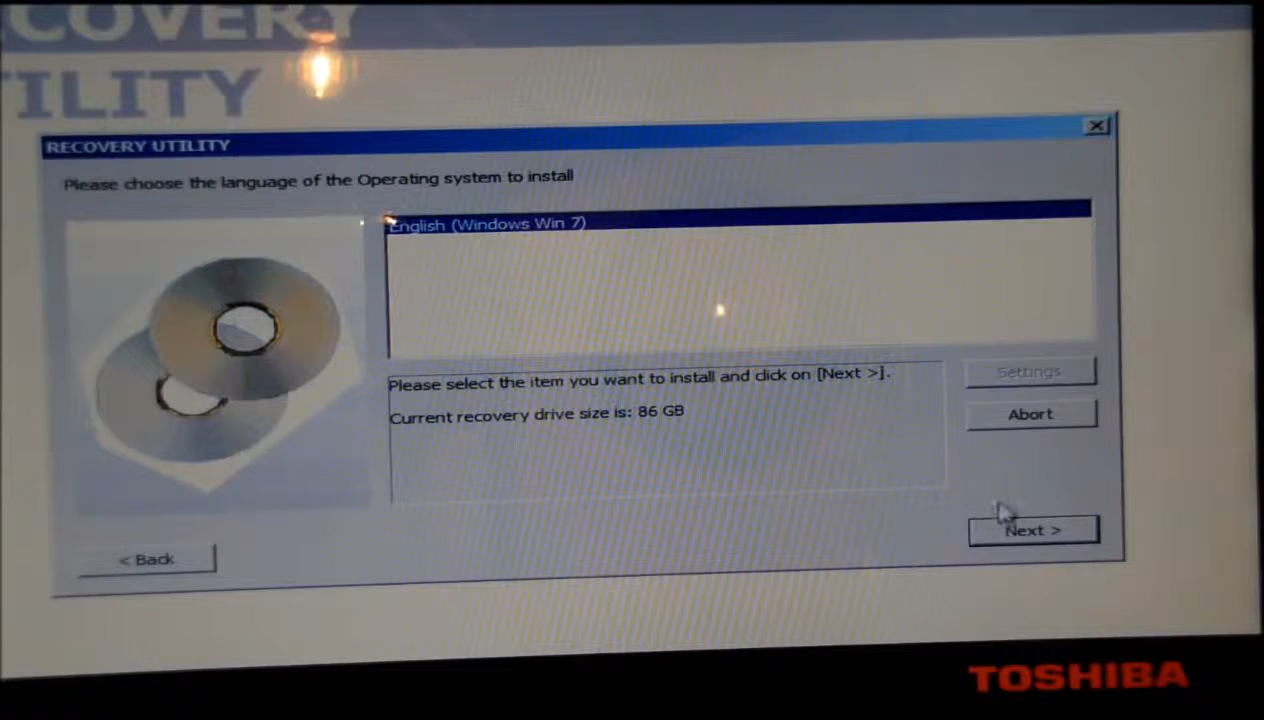 RECOVERY UTILITY
Please choose the language of the Operating system to install
English (Windows Win 7)
Please select the item you want to install and click on [Next >].
Current recovery drive size is: 86 GB
Settings
Abort
Next >
< Back
TOSHIBA